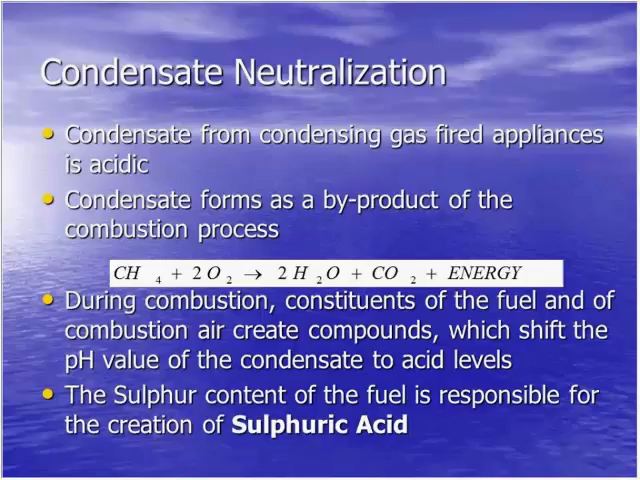 Condensate Neutralization
• Condensate from condensing gas fired appliances
is acidic
• Condensate forms as a by-product of the
combustion process
CH 4 + 2 O 2 → 2 H 2 O + CO 2 + ENERGY
• During combustion, constituents of the fuel and of
combustion air create compounds, which shift the
pH value of the condensate to acid levels
• The Sulphur content of the fuel is responsible for
the creation of Sulphuric Acid